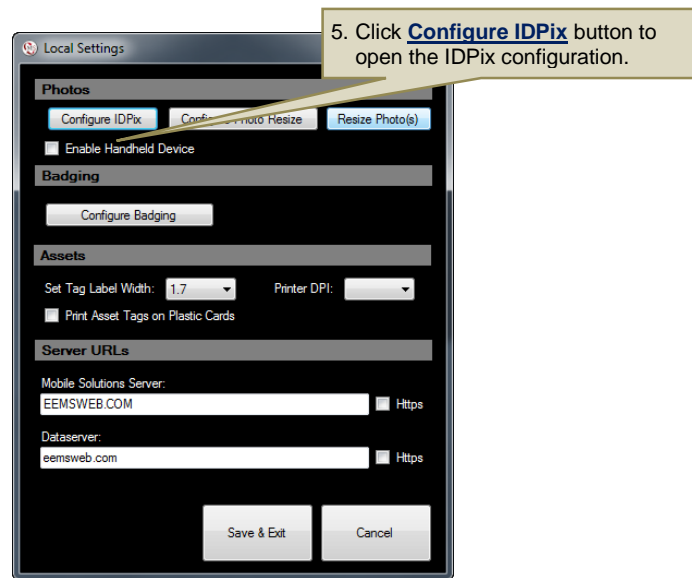 5. Click Configure IDPix button to
open the IDPix configuration.
Local Settings
Photos
Configure IDPix
Resize
Resize Photo(s)
Enable Handheld Device
Badging
Configure Badging
Assets
Set Tag Label Width: 1.7 Printer DPI:
Print Asset Tags on Plastic Cards
Server URLs
Mobile Solutions Server:
EEMSWEB.COM Https
Dataserver:
eemsweb.com Https
Save & Exit Cancel